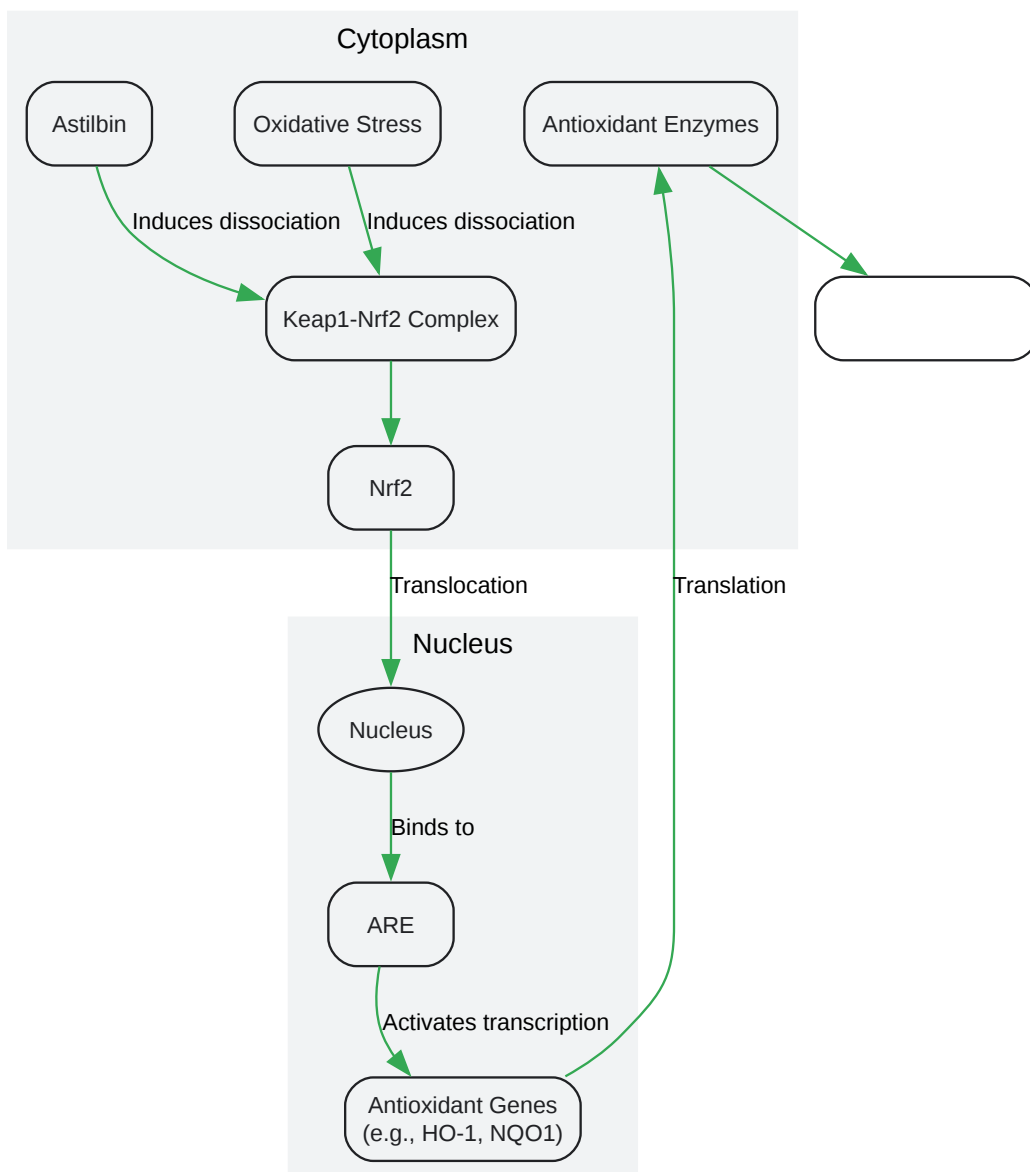 Cytoplasm
Astilbin
Oxidative Stress
Antioxidant Enzymes
Induces dissociation
Induces dissociation
Keap1-Nrf2 Complex
Nrf2
Translocation
Translation
Nucleus
Nucleus
Binds to
ARE
Activates transcription
Antioxidant Genes
(e.g., HO-1, NQO1)